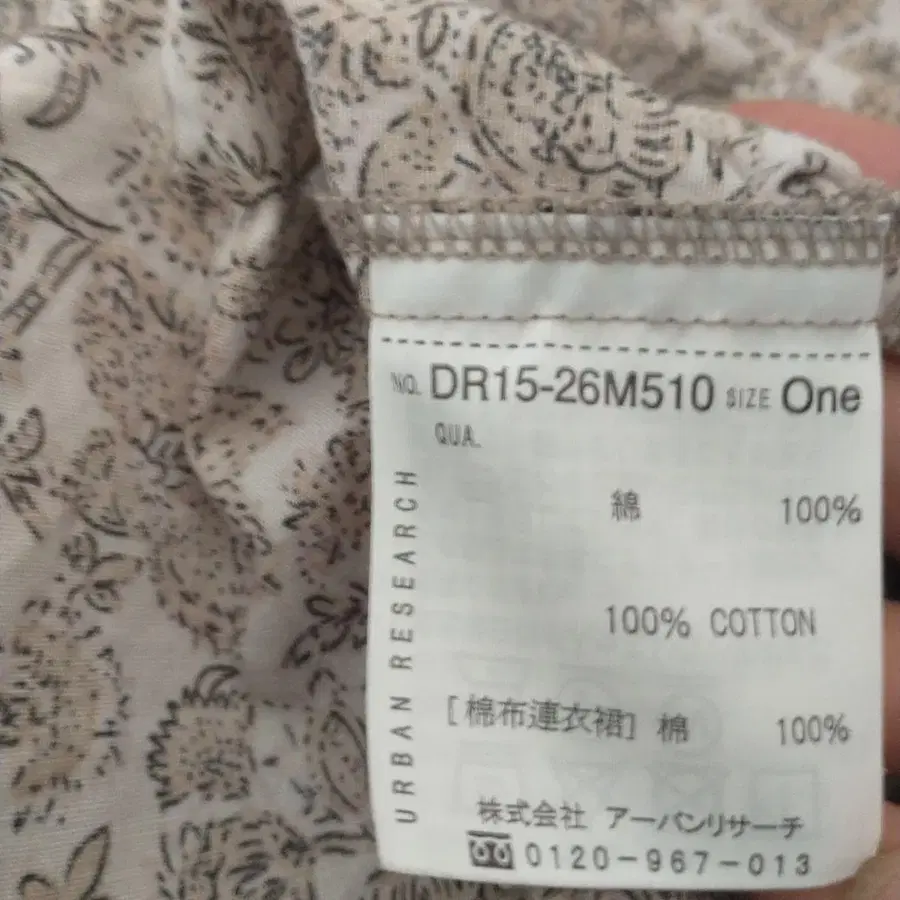 NO. DR15-26M510 SIZE One
QUA.
綿 100%
100% COTTON
[棉布連衣裙] 棉 100%
URBAN RESEARCH
株式会社 アーバンリサーチ
0120-967-013